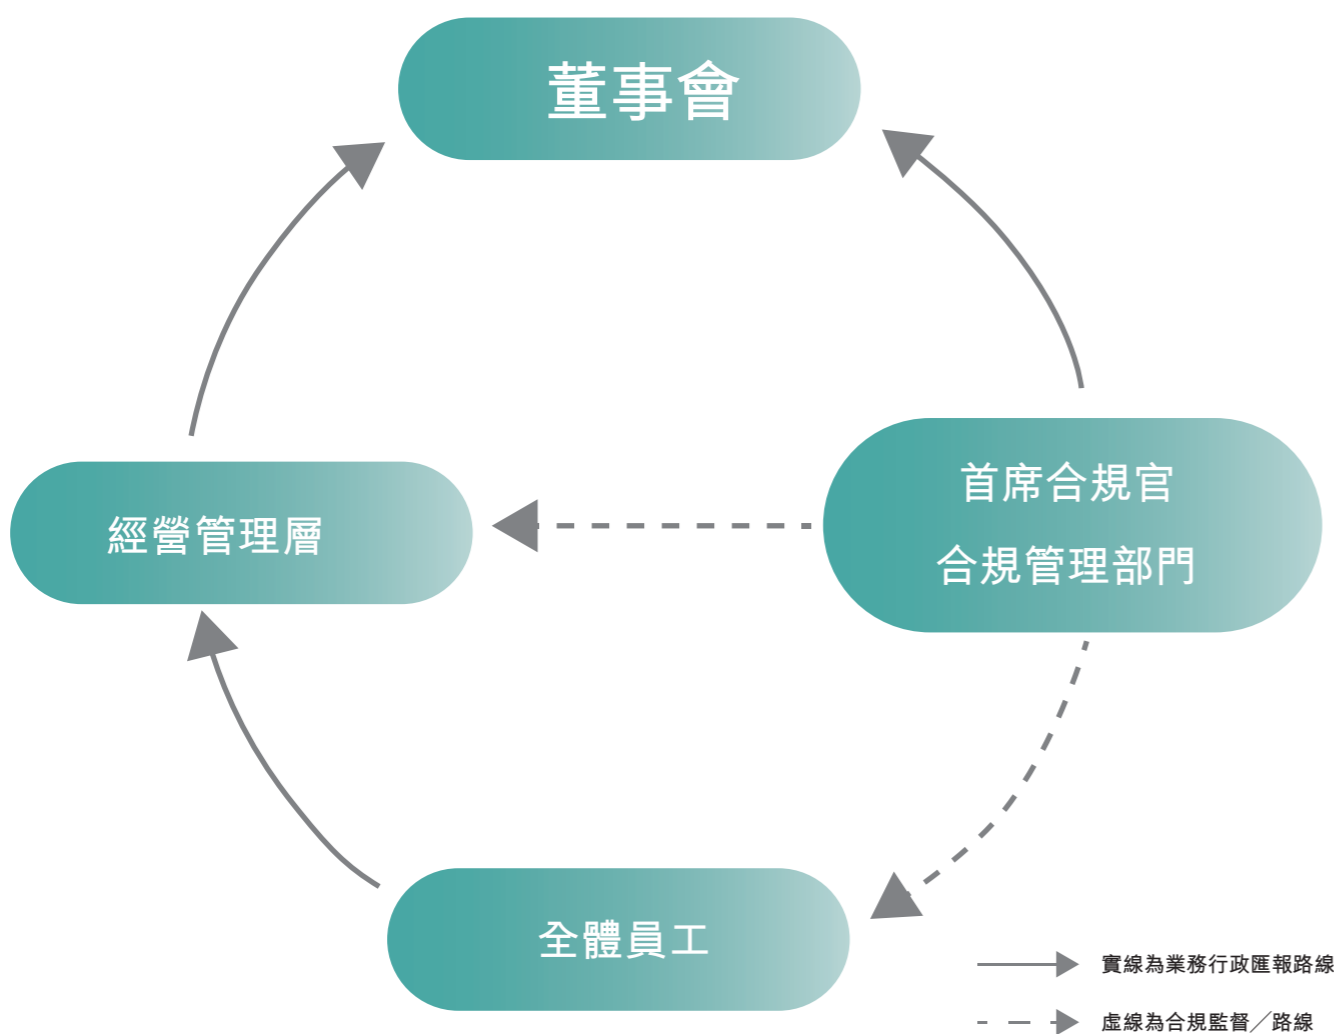 董事會
首席合規官
合規管理部門
經營管理層
全體員工
實線為業務行政匯報路線
虛線為合規監督╱路線